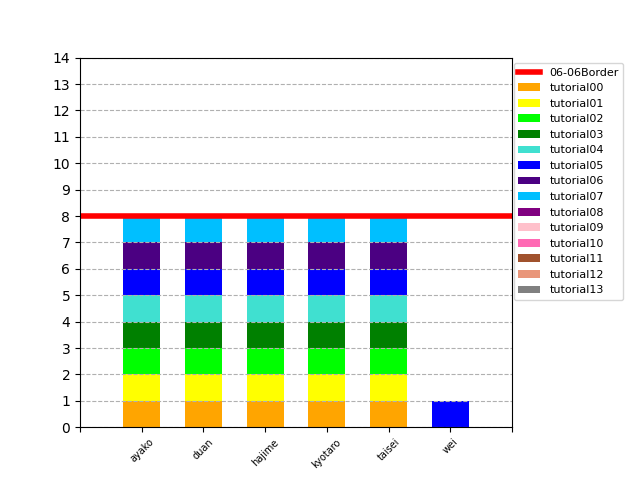 14
13
12
11
10
9
8
7
6
5
4
3
2
1
0
ayako
duan
hajime
kyotaro
taisei
wei
06-06Border
tutorial00
tutorial01
tutorial02
tutorial03
tutorial04
tutorial05
tutorial06
tutorial07
tutorial08
tutorial09
tutorial10
tutorial11
tutorial12
tutorial13